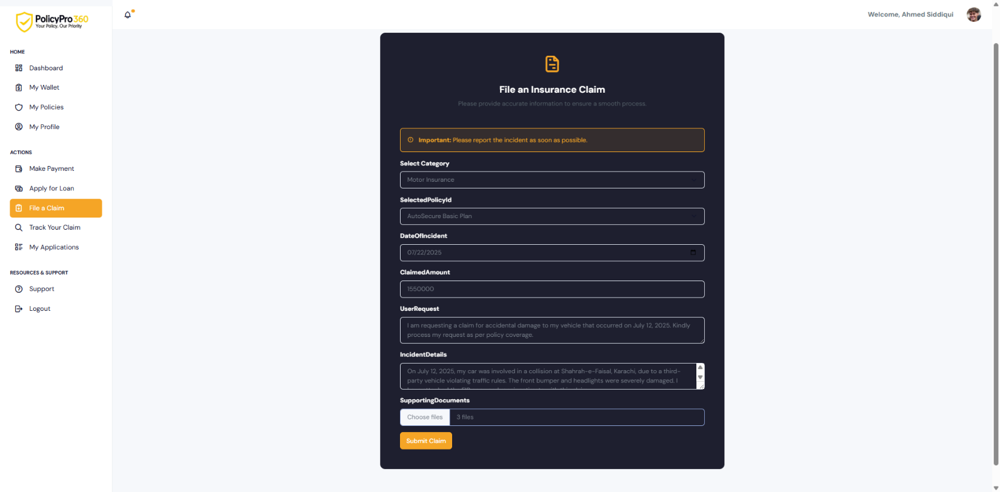 PolicyPro360
Your Policy. Our Priority
Welcome, Ahmed Siddiqui
HOME
Dashboard
My Wallet
My Policies
My Profile
ACTIONS
Make Payment
Apply for Loan
File a Claim
Track Your Claim
My Applications
RESOURCES & SUPPORT
Support
Logout
File an Insurance Claim
Please provide accurate information to ensure a smooth process.
Important: Please report the incident as soon as possible.
Select Category
Motor Insurance
SelectedPolicyId
AutoSecure Basic Plan
DateOfIncident
07/22/2025
ClaimedAmount
1550000
UserRequest
I am requesting a claim for accidental damage to my vehicle that occurred on July 12, 2025. Kindly
process my request as per policy coverage.
IncidentDetails
On July 12, 2025, my car was involved in a collision at Shahrah-e-Faisal, Karachi, due to a third-
party vehicle violating traffic rules. The front bumper and headlights were severely damaged. I
SupportingDocuments
Choose files
3 files
Submit Claim